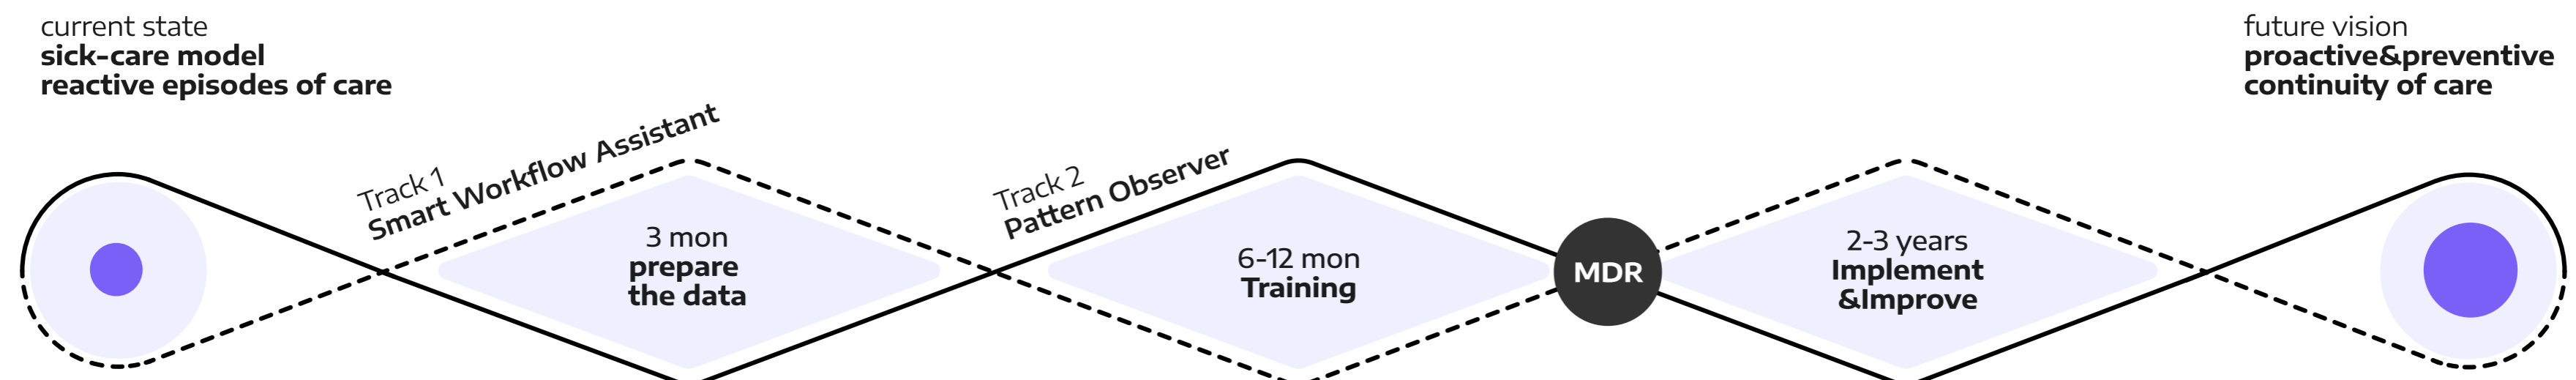 current state
sick-care model
reactive episodes of care
future vision
proactive&preventive
continuity of care
Track 1
Smart Workflow Assistant
Track 2
Pattern Observer
3 mon
prepare
the data
6-12 mon
Training
MDR
2-3 years
Implement
&Improve